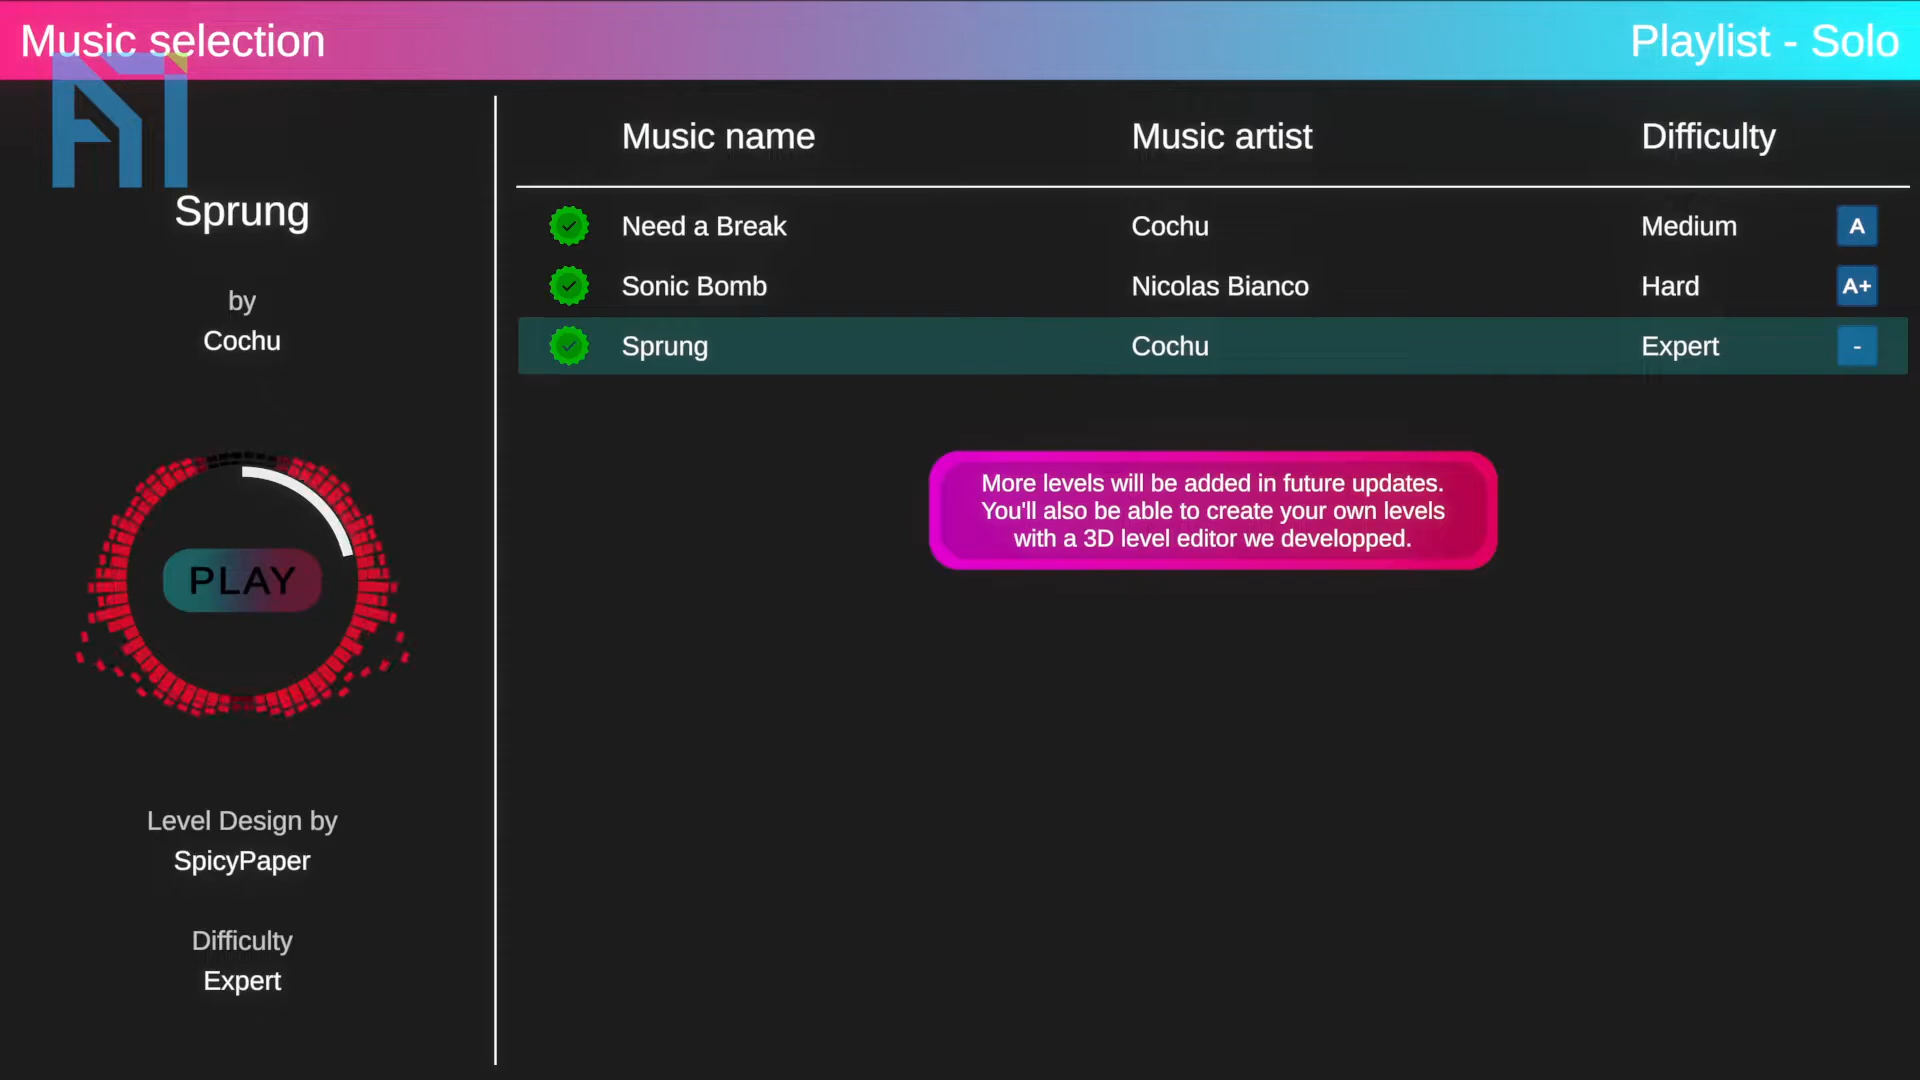 Music selection
Playlist - Solo
Sprung
by
Cochu
PLAY
Level Design by
SpicyPaper
Difficulty
Expert
Music name Music artist Difficulty
Need a Break Cochu Medium A
Sonic Bomb Nicolas Bianco Hard A+
Sprung Cochu Expert -
More levels will be added in future updates.
You'll also be able to create your own levels
with a 3D level editor we developped.